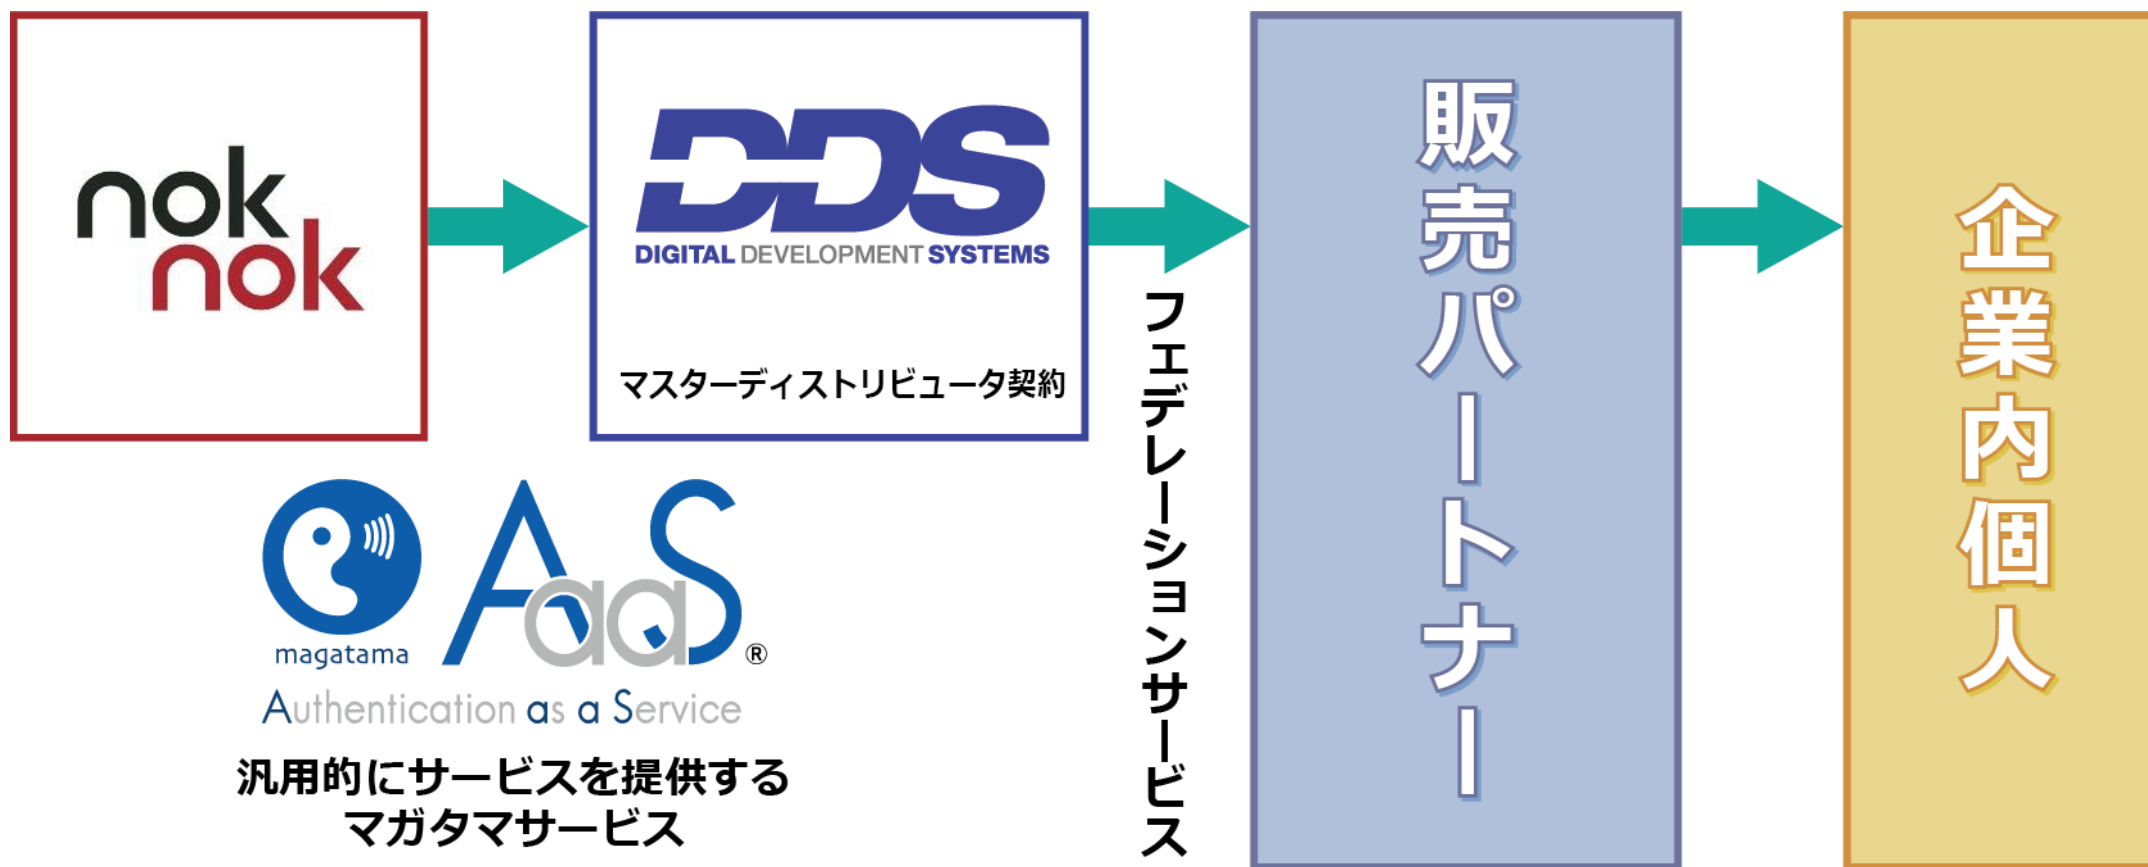 nok
nok
DDS
DIGITAL DEVELOPMENT SYSTEMS
マスターディストリビュータ契約
フェデレーションサービス
販売パートナー
企業内個人
magatama
AaaS®
Authentication as a Service
汎用的にサービスを提供する
マガタマサービス